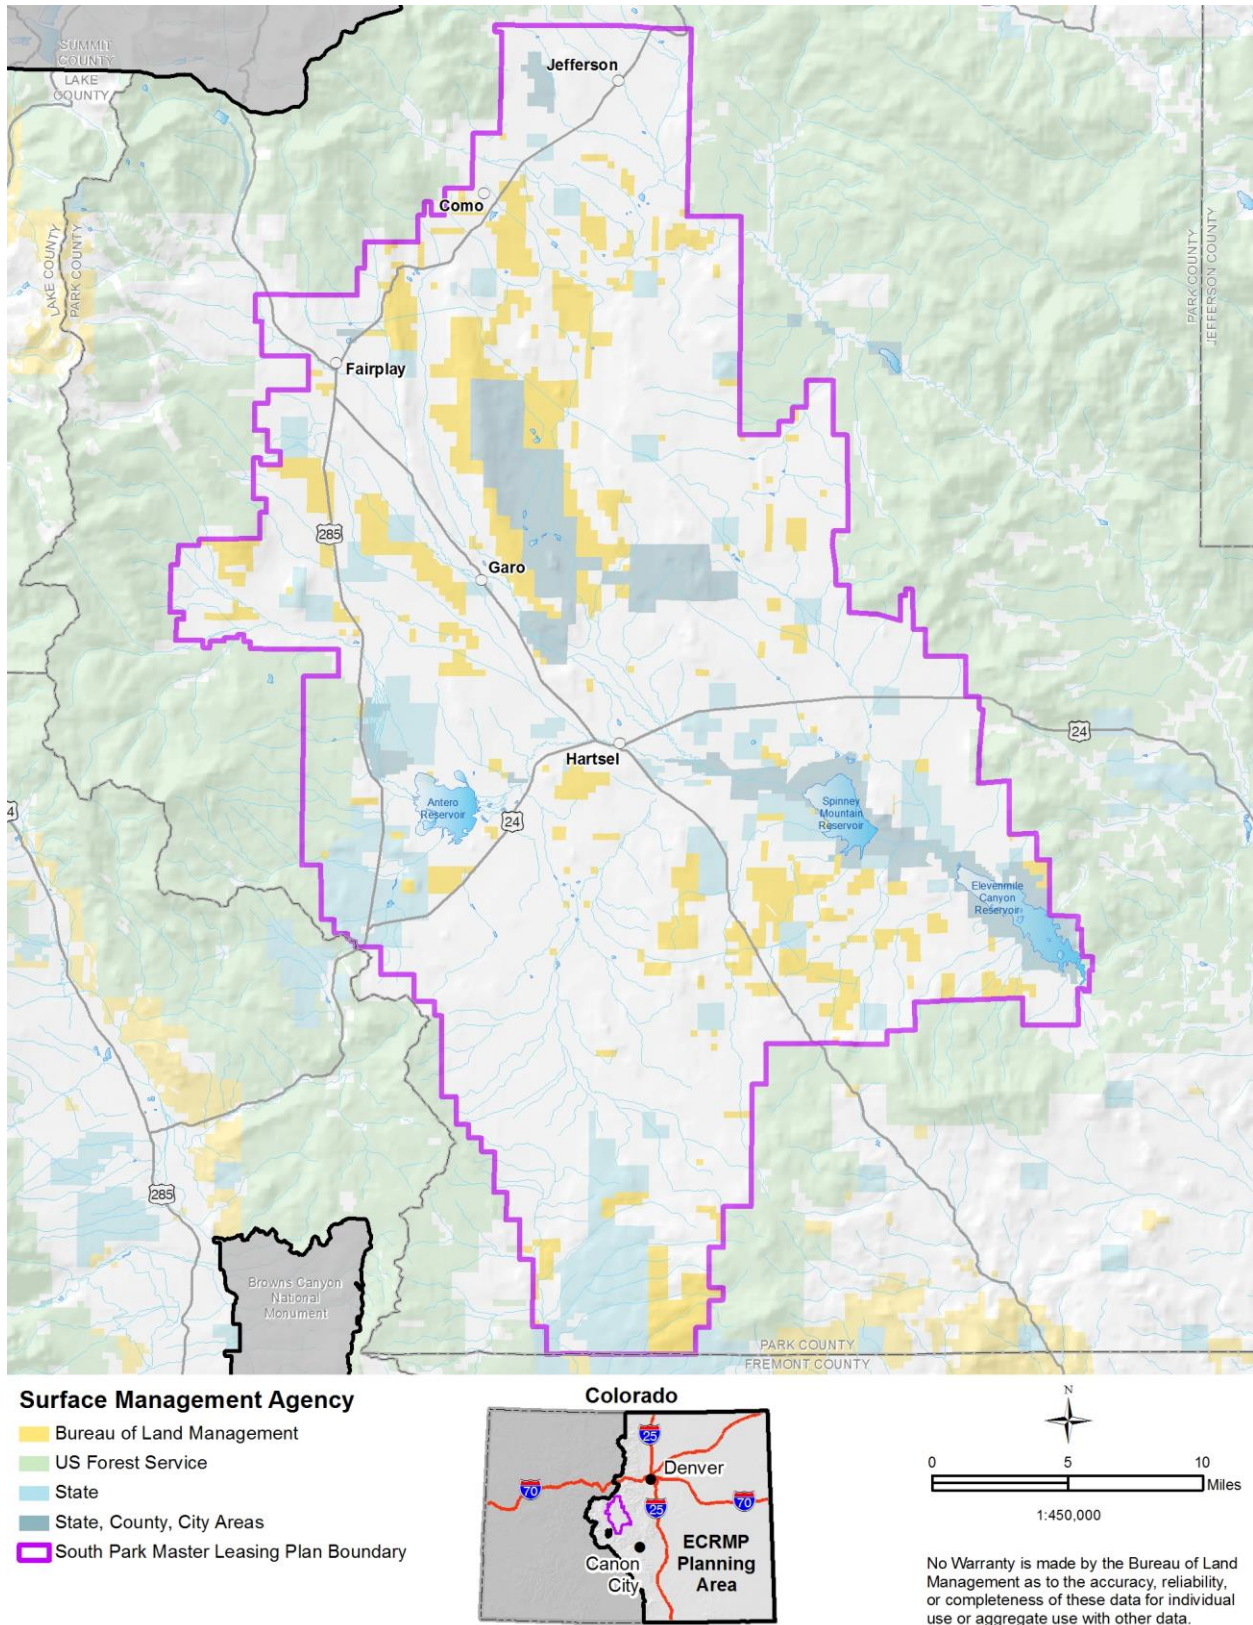 SUMMIT
COUNTY
LAKE
COUNTY
Jefferson
Como
LAKE COUNTY
PARK COUNTY
PARK COUNTY
JEFFERSON COUNTY
Fairplay
285
Garo
Hartsel
24
Antero
Reservoir
24
Spinney
Mountain
Reservoir
4
Elevenmile
Canyon
Reservoir
285
Browns Canyon
National
Monument
PARK COUNTY
FREMONT COUNTY
Surface Management Agency
Bureau of Land Management
US Forest Service
State
State, County, City Areas
South Park Master Leasing Plan Boundary
Colorado
25
70
Denver
25
70
Canon
City
ECRMP
Planning
Area
N
0 5 10
Miles
1:450,000
No Warranty is made by the Bureau of Land
Management as to the accuracy, reliability,
or completeness of these data for individual
use or aggregate use with other data.